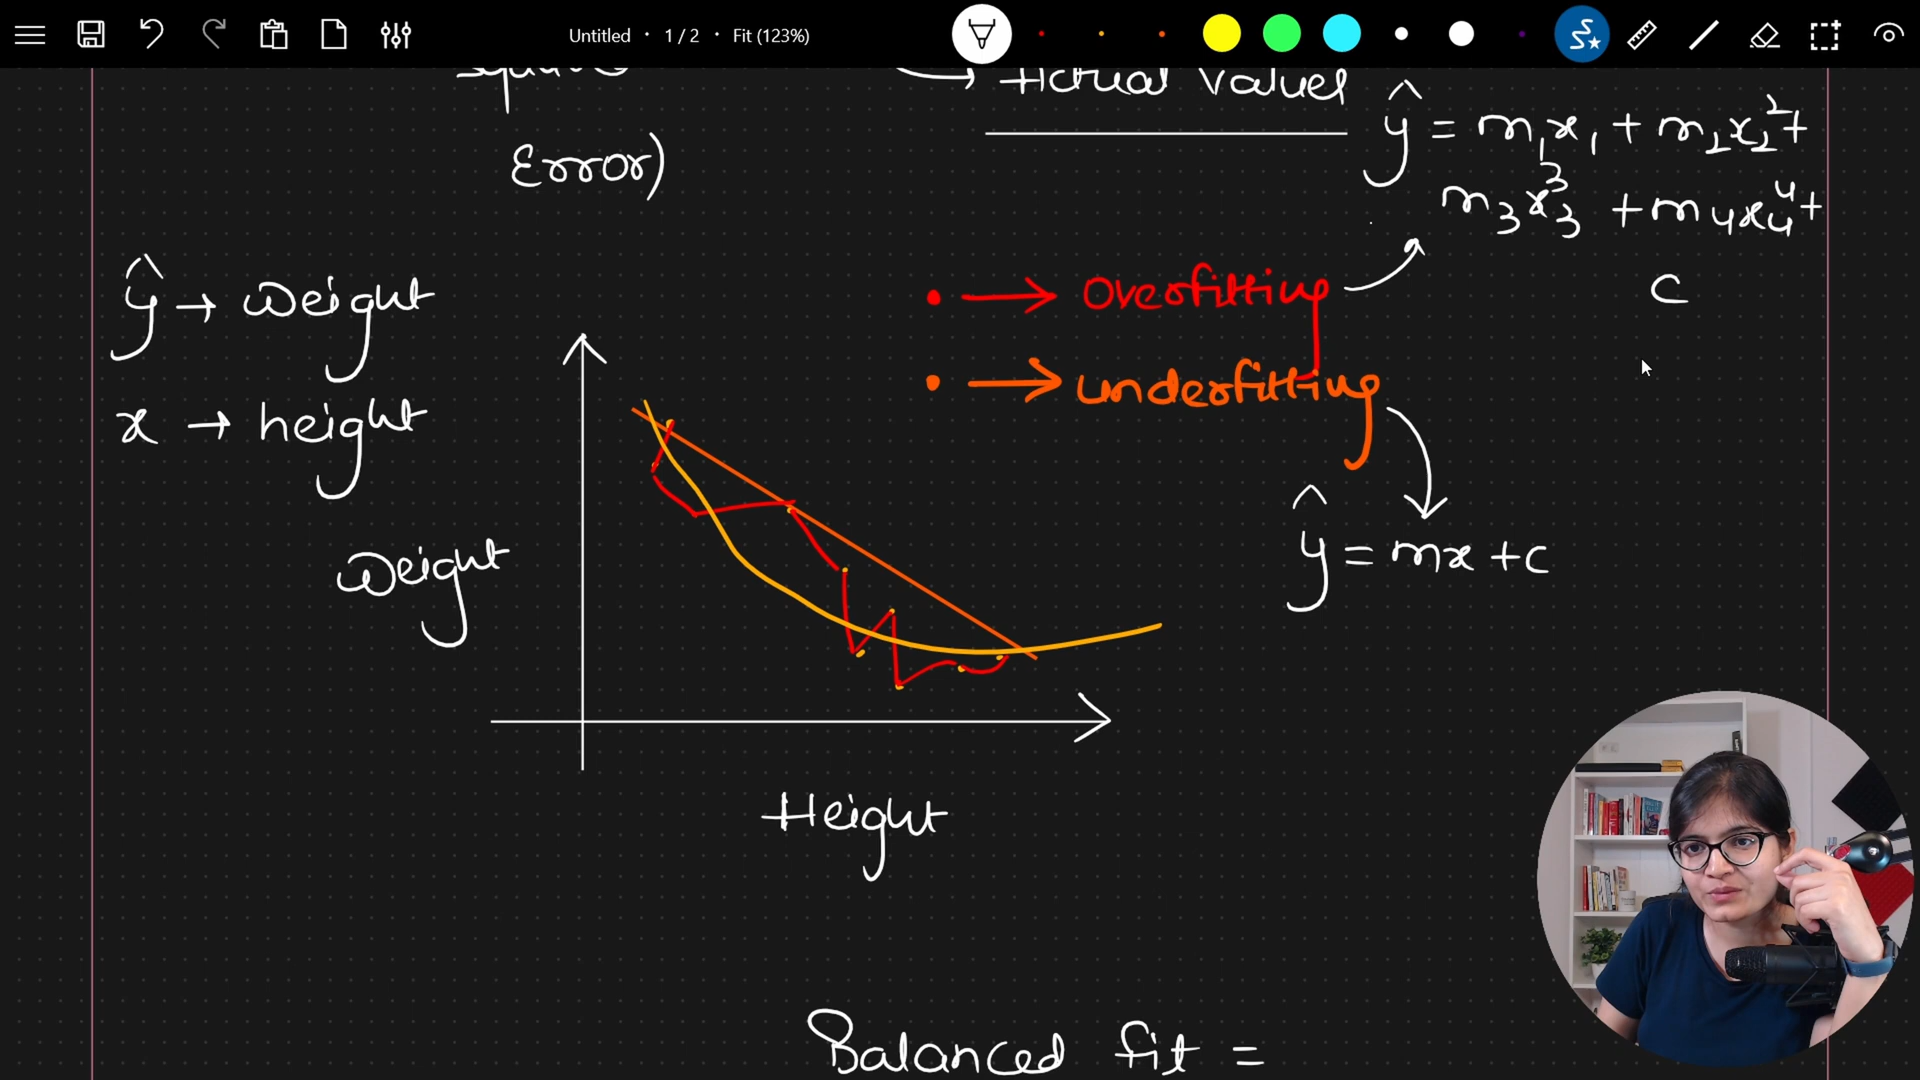 Untitled • 1 / 2 • Fit (123%)
Actual Values
Error)
ŷ = m₁x₁ + m₂x₂² +
m₃x₃³ + m₄x₄⁴ +
C
ŷ → Weight
x → height
• → Overfitting
• → underfitting
ŷ = mx + c
Weight
Height
Balanced fit =